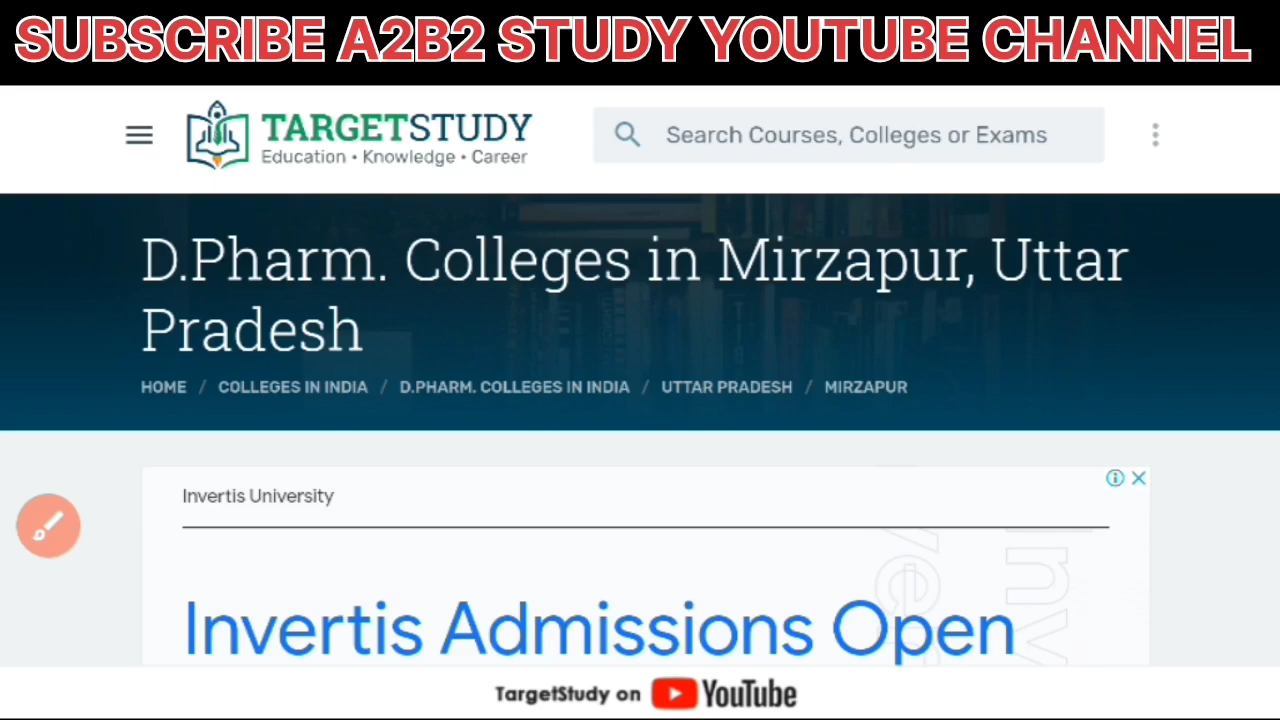 SUBSCRIBE A2B2 STUDY YOUTUBE CHANNEL
TARGETSTUDY
Education • Knowledge • Career
Search Courses, Colleges or Exams
D.Pharm. Colleges in Mirzapur, Uttar
Pradesh
HOME / COLLEGES IN INDIA / D.PHARM. COLLEGES IN INDIA / UTTAR PRADESH / MIRZAPUR
Invertis University
Invertis Admissions Open
TargetStudy on YouTube